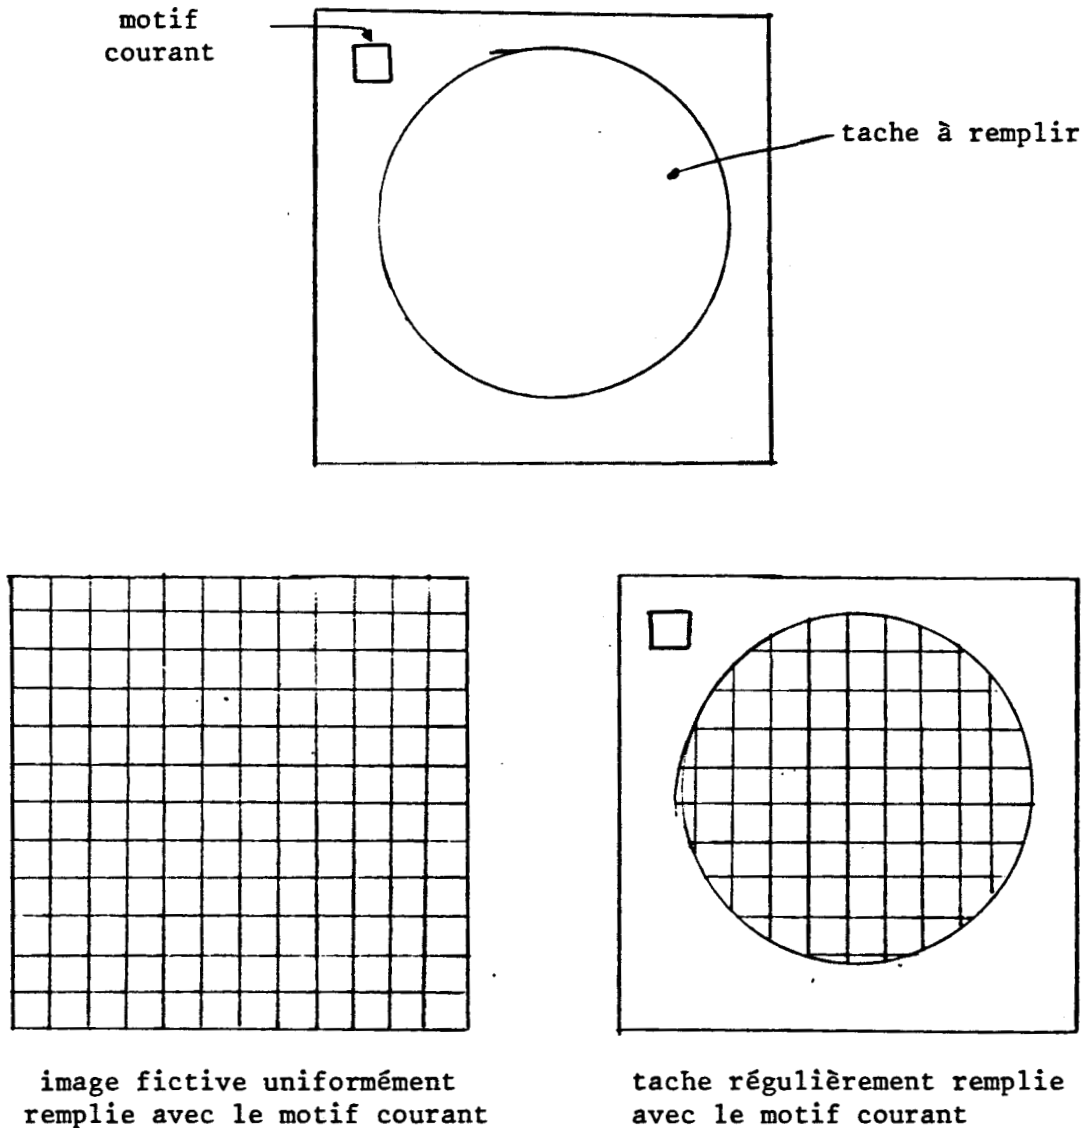 motif
courant
tache à remplir
image fictive uniformément
remplie avec le motif courant
tache régulièrement remplie
avec le motif courant